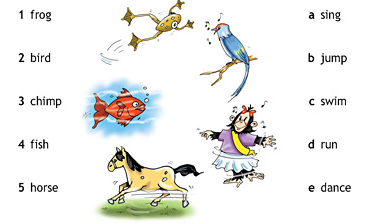 1 frog
a sing
2 bird
b jump
3 chimp
c swim
4 fish
d run
5 horse
e dance